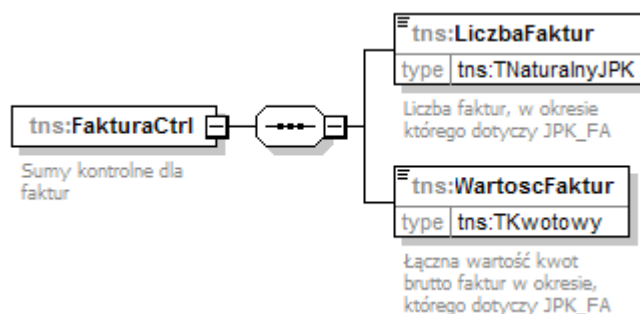 tns:FakturaCtrl
Sumy kontrolne dla
faktur
tns:LiczbaFaktur
type tns:TNaturalnyJPK
Liczba faktur, w okresie
którego dotyczy JPK_FA
tns:WartoscFaktur
type tns:TKwotowy
Łączna wartość kwot
brutto faktur w okresie,
którego dotyczy JPK_FA